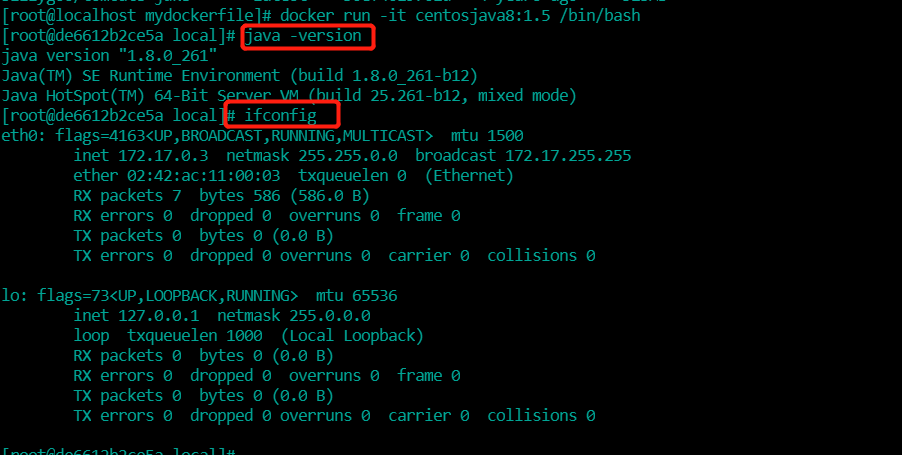 [root@localhost mydockerfile]# docker run -it centosjava8:1.5 /bin/bash
[root@de6612b2ce5a local]# java -version
java version "1.8.0_261"
Java(TM) SE Runtime Environment (build 1.8.0_261-b12)
Java HotSpot(TM) 64-Bit Server VM (build 25.261-b12, mixed mode)
[root@de6612b2ce5a local]# ifconfig
eth0: flags=4163<UP,BROADCAST,RUNNING,MULTICAST>  mtu 1500
        inet 172.17.0.3  netmask 255.255.0.0  broadcast 172.17.255.255
        ether 02:42:ac:11:00:03  txqueuelen 0  (Ethernet)
        RX packets 7  bytes 586 (586.0 B)
        RX errors 0  dropped 0  overruns 0  frame 0
        TX packets 0  bytes 0 (0.0 B)
        TX errors 0  dropped 0 overruns 0  carrier 0  collisions 0

lo: flags=73<UP,LOOPBACK,RUNNING>  mtu 65536
        inet 127.0.0.1  netmask 255.0.0.0
        loop  txqueuelen 1000  (Local Loopback)
        RX packets 0  bytes 0 (0.0 B)
        RX errors 0  dropped 0  overruns 0  frame 0
        TX packets 0  bytes 0 (0.0 B)
        TX errors 0  dropped 0 overruns 0  carrier 0  collisions 0

[root@de6612b2ce5a local]#